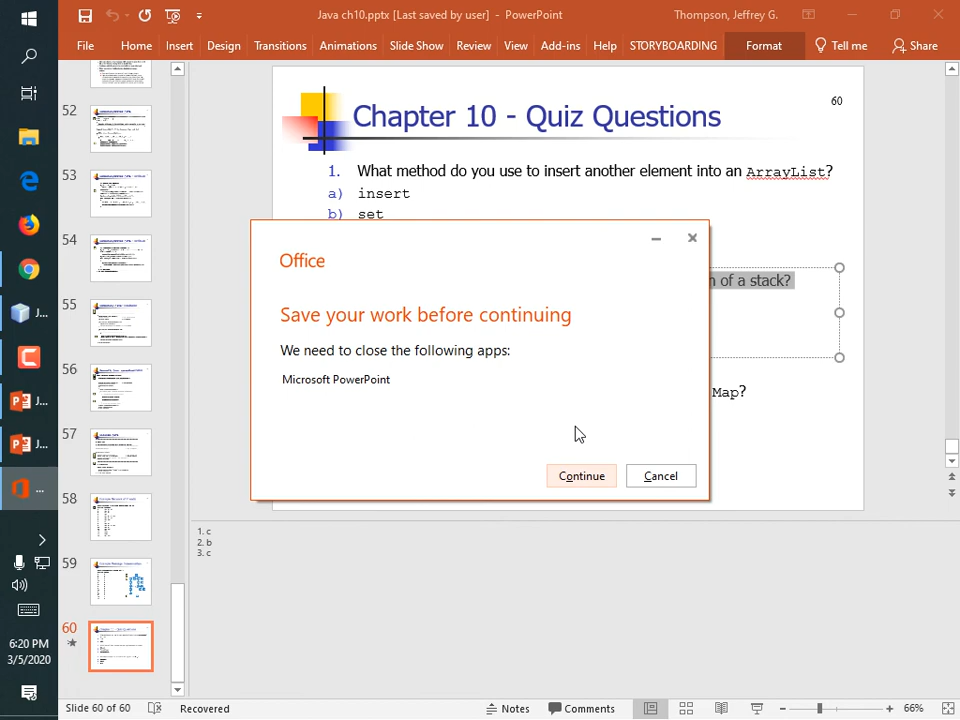 Java ch10.pptx [Last saved by user] - PowerPoint
Thompson, Jeffrey G.
File Home Insert Design Transitions Animations Slide Show Review View Add-ins Help STORYBOARDING Format Tell me Share
52
53
54
55
56
57
58
59
60
60
Chapter 10 - Quiz Questions
1. What method do you use to insert another element into an ArrayList?
a) insert
b) set
of a stack?
Map?
Office
Save your work before continuing
We need to close the following apps:
Microsoft PowerPoint
Continue Cancel
1. c
2. b
3. c
J...
J...
J...
...
6:20 PM
3/5/2020
Slide 60 of 60 Recovered Notes Comments 66%